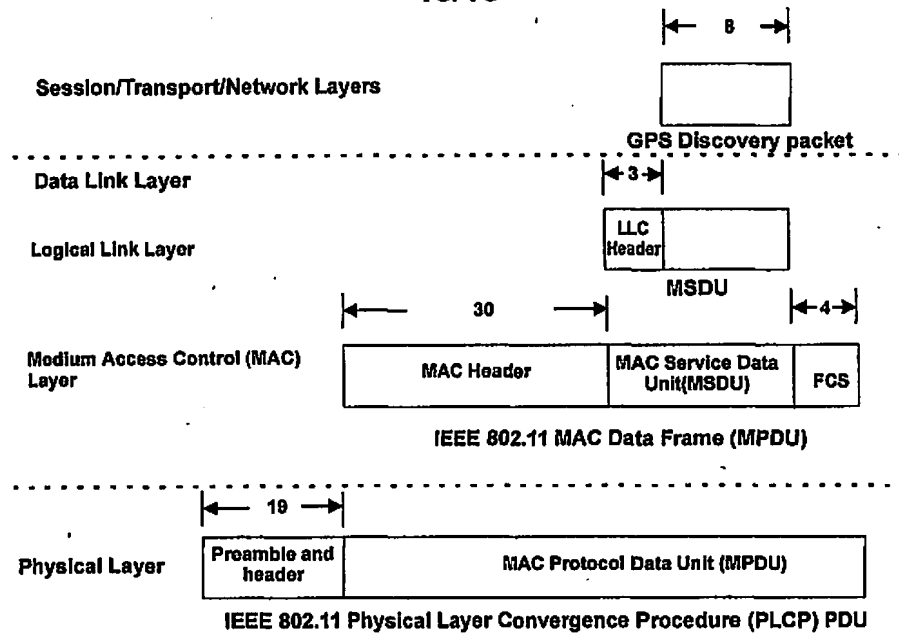 8
Session/Transport/Network Layers
GPS Discovery packet
Data Link Layer
3
Logical Link Layer
LLC
Header
MSDU
30
4
Medium Access Control (MAC)
Layer
MAC Header
MAC Service Data
Unit(MSDU)
FCS
IEEE 802.11 MAC Data Frame (MPDU)
19
Physical Layer
Preamble and
header
MAC Protocol Data Unit (MPDU)
IEEE 802.11 Physical Layer Convergence Procedure (PLCP) PDU